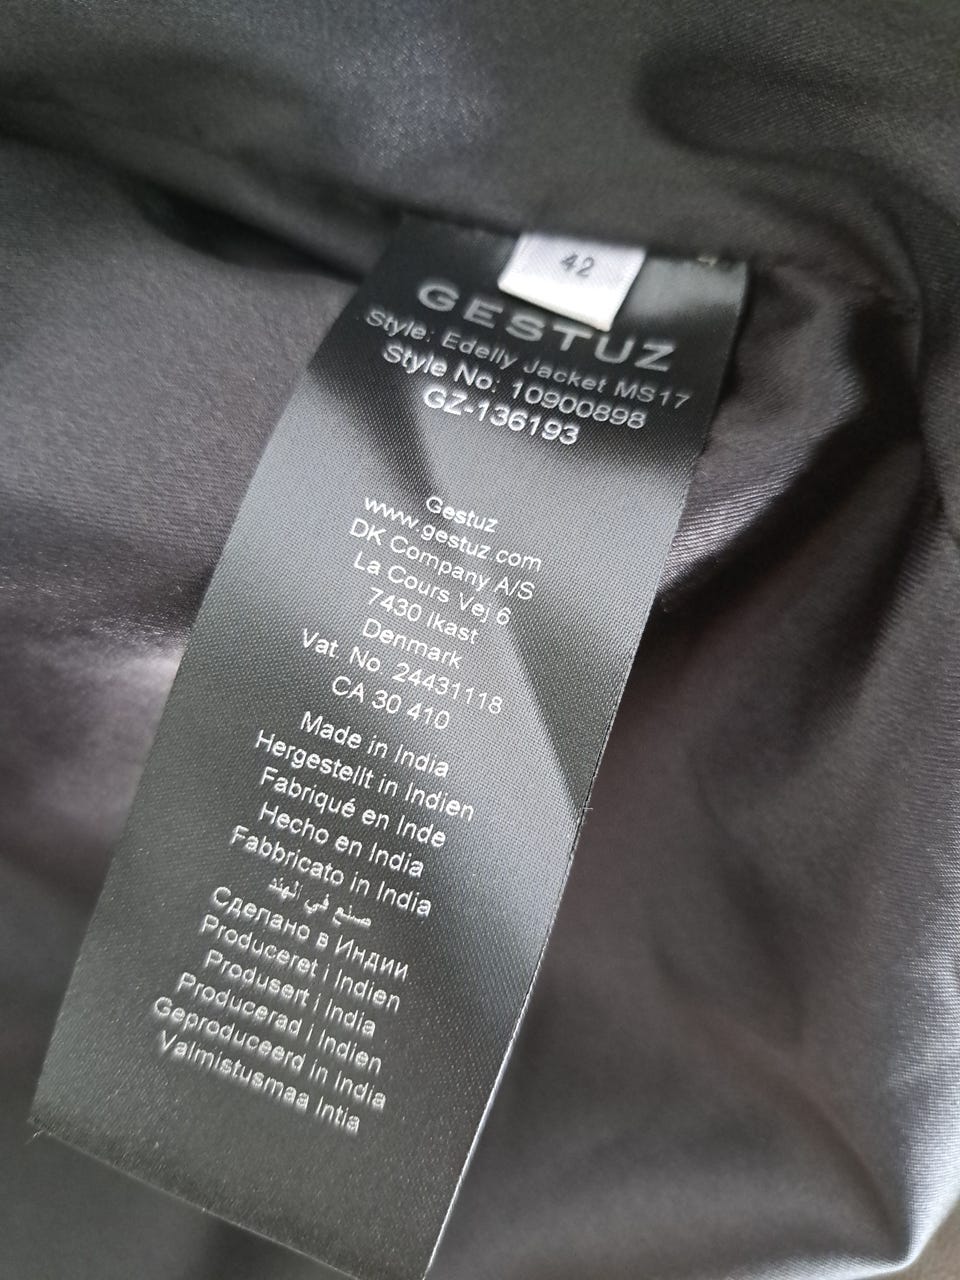 42
GESTUZ
Style: Edelly Jacket MS17
Style No: 10900898
GZ-136193
Gestuz
www.gestuz.com
DK Company A/S
La Cours Vej 6
7430 Ikast
Denmark
Vat. No. 24431118
CA 30 410
Made in India
Hergestellt in Indien
Fabriqué en Inde
Hecho en India
Fabbricato in India
صنع في الهند
Сделано в Индии
Produceret i Indien
Produsert i India
Producerad i Indien
Geproduceerd in India
Valmistusmaa Intia